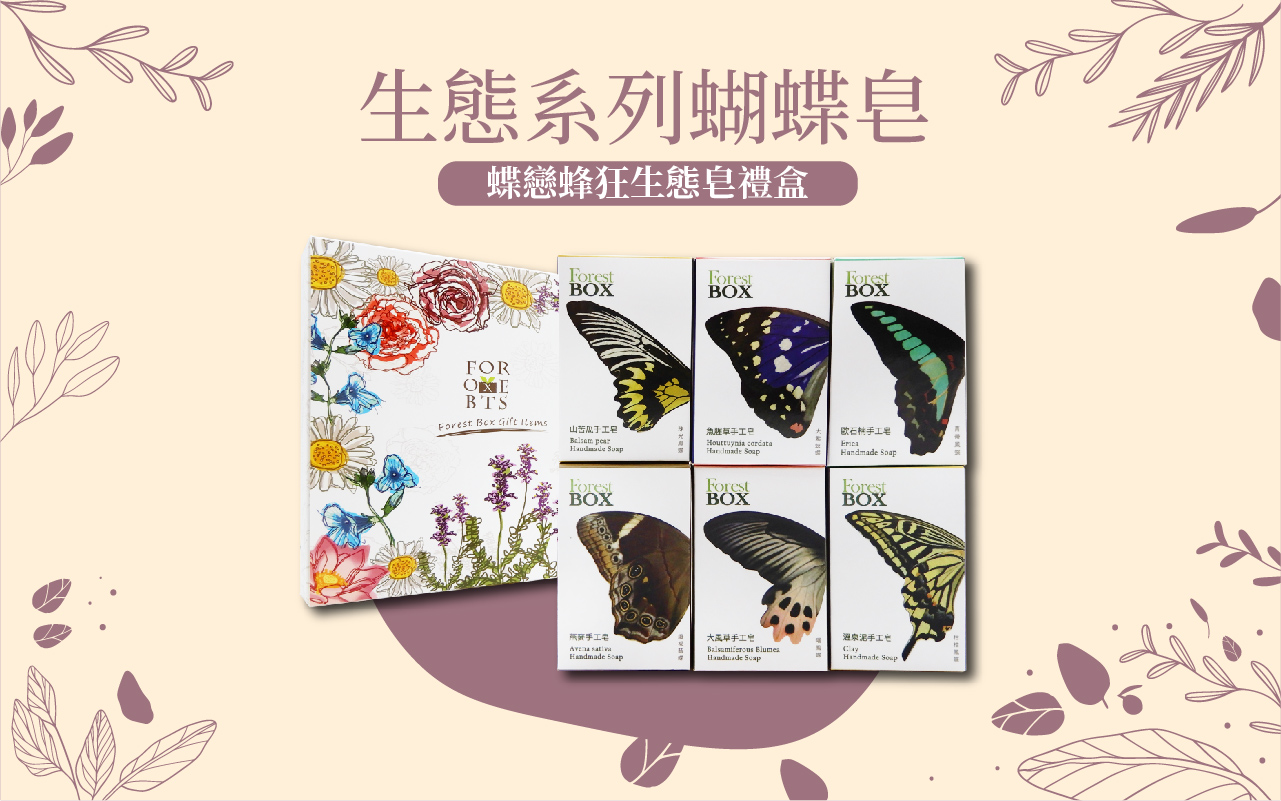 生態系列蝴蝶皂
蝶戀蜂狂生態皂禮盒
FOR
OXE
BTS
Forest Box Gift Items
Forest
BOX
山苦瓜手工皂
Balsam pear
Handmade Soap
Forest
BOX
魚腥草手工皂
Houttuynia cordata
Handmade Soap
Forest
BOX
歐石楠手工皂
Erica
Handmade Soap
Forest
BOX
燕麥手工皂
Avena sativa
Handmade Soap
Forest
BOX
大風草手工皂
Balsamiferous Blumea
Handmade Soap
Forest
BOX
溫泉泥手工皂
Clay
Handmade Soap